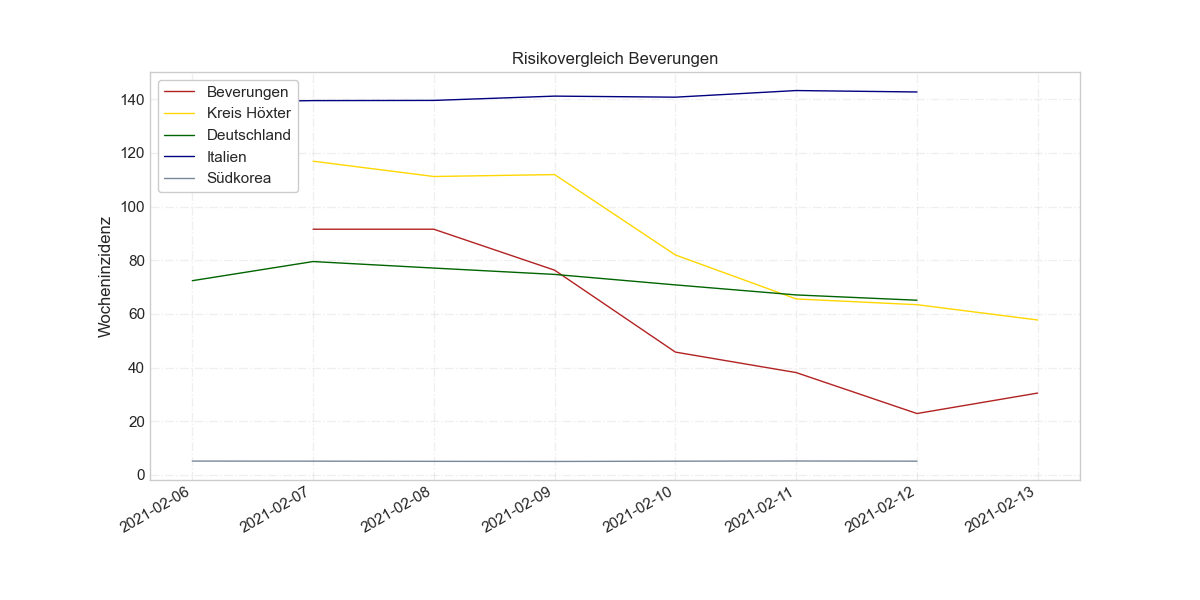 Risikovergleich Beverungen
Beverungen
Kreis Höxter
Deutschland
Italien
Südkorea
Wocheninzidenz
140
120
100
80
60
40
20
0
2021-02-06
2021-02-07
2021-02-08
2021-02-09
2021-02-10
2021-02-11
2021-02-12
2021-02-13